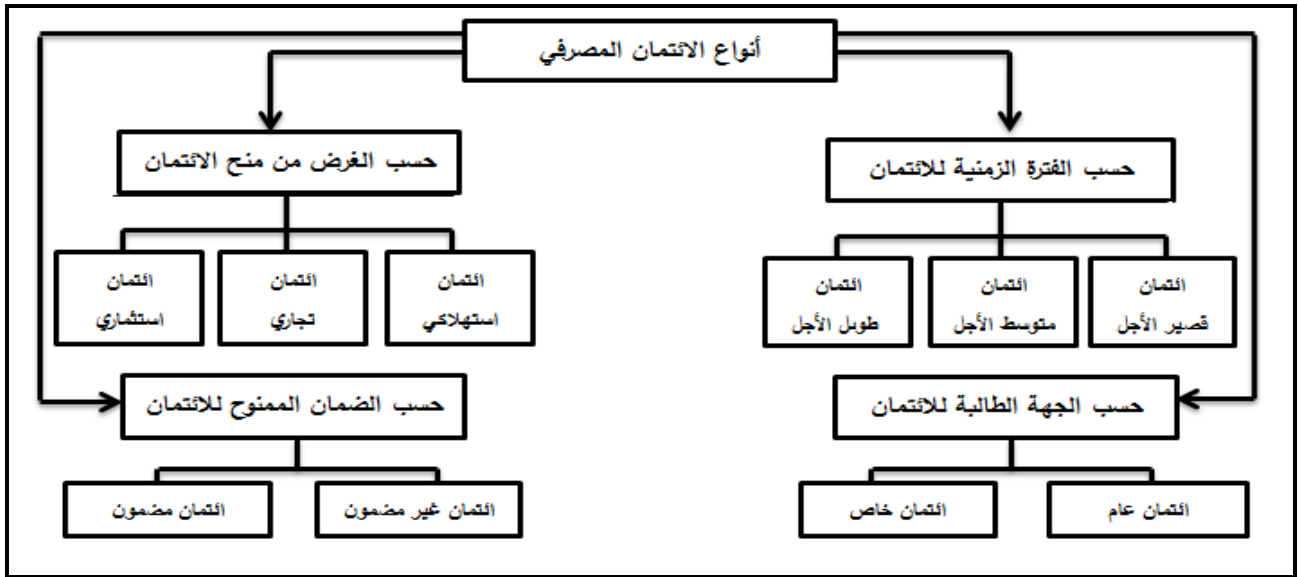 أنواع الائتمان المصرفي
حسب الفترة الزمنية للائتمان
حسب الغرض من منح الائتمان
ائتمان
قصير الأجل
ائتمان
متوسط الأجل
ائتمان
طويل الأجل
ائتمان
استهلاكي
ائتمان
تجاري
ائتمان
استثماري
حسب الجهة الطالبة للائتمان
حسب الضمان الممنوح للائتمان
ائتمان عام
ائتمان خاص
ائتمان غير مضمون
ائتمان مضمون